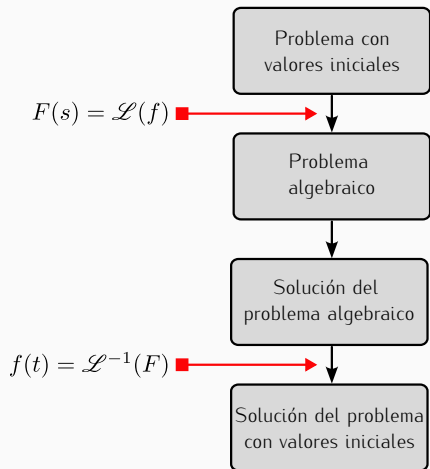 Problema con
valores iniciales
F(s) = ℒ(f)
Problema
algebraico
Solución del
problema algebraico
f(t) = ℒ⁻¹(F)
Solución del problema
con valores iniciales